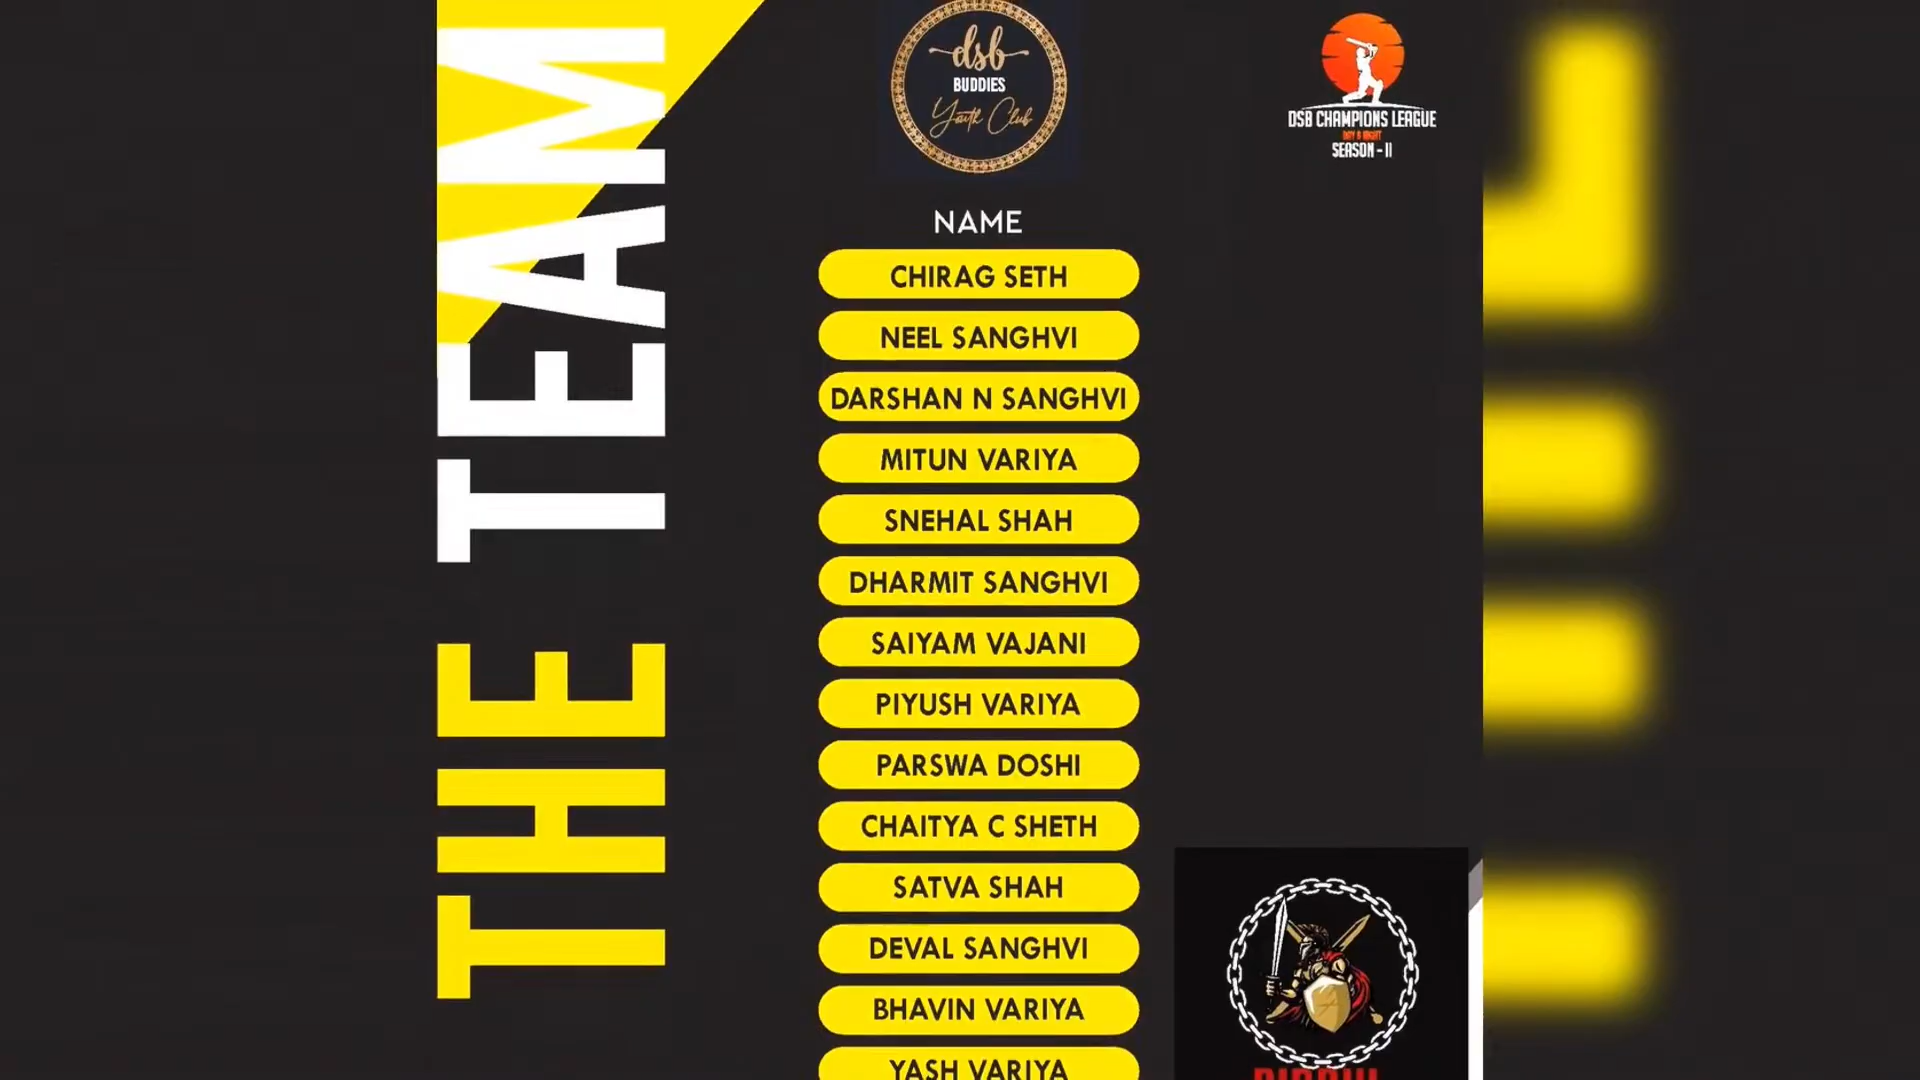 THE TEAM
dsb
BUDDIES
Youth Club
DSB CHAMPIONS LEAGUE
DAY & NIGHT
SEASON - II
NAME
CHIRAG SETH
NEEL SANGHVI
DARSHAN N SANGHVI
MITUN VARIYA
SNEHAL SHAH
DHARMIT SANGHVI
SAIYAM VAJANI
PIYUSH VARIYA
PARSWA DOSHI
CHAITYA C SHETH
SATVA SHAH
DEVAL SANGHVI
BHAVIN VARIYA
YASH VARIYA